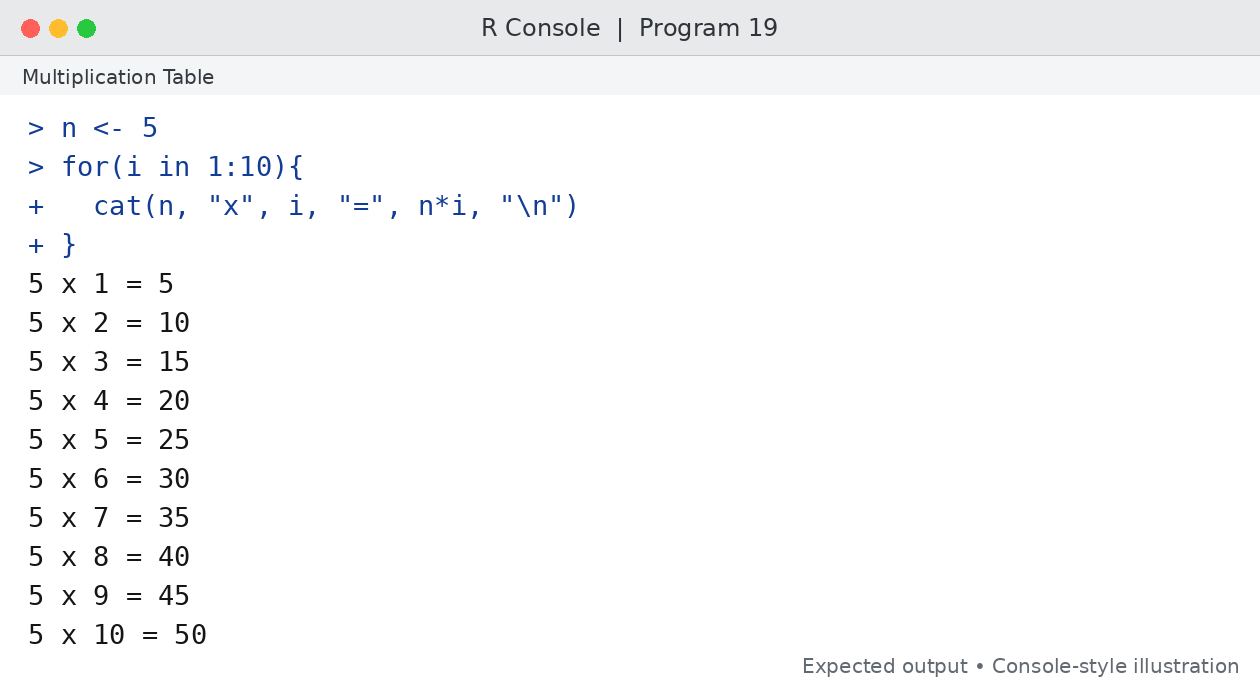 R Console | Program 19
Multiplication Table
> n <- 5
> for(i in 1:10){
+   cat(n, "x", i, "=", n*i, "\n")
+ }
5 x 1 = 5
5 x 2 = 10
5 x 3 = 15
5 x 4 = 20
5 x 5 = 25
5 x 6 = 30
5 x 7 = 35
5 x 8 = 40
5 x 9 = 45
5 x 10 = 50
Expected output • Console-style illustration